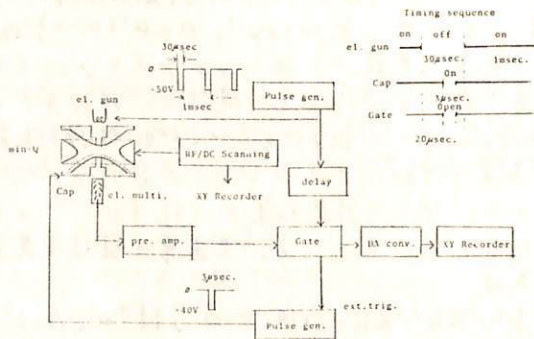 Timing sequence
on off on
el. gun
30μsec. 1msec.
On
Cap
3μsec.
Open
Gate
20μsec.
30μsec
0
-50V
1msec
Pulse gen.
el. gun
min-Q
RF/DC Scanning
Cap
el. multi.
XY Recorder
delay
pre. amp.
Gate
XY Recorder
3μsec.
0
-40V
ext.trig.
Pulse gen.